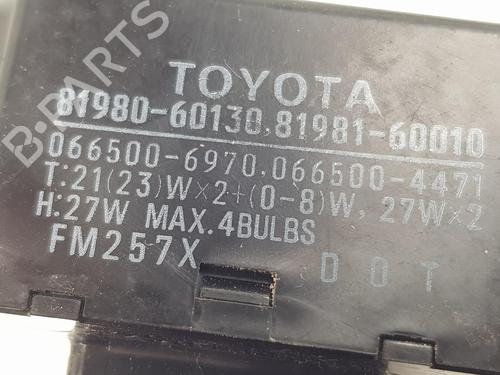 TOYOTA
81980-60130,81981-60010
066500-6970,066500-4471
T:21(23)W×2+(0-8)W, 27W×2
H:27W MAX.4BULBS
FM257X DOT
B-PARTS